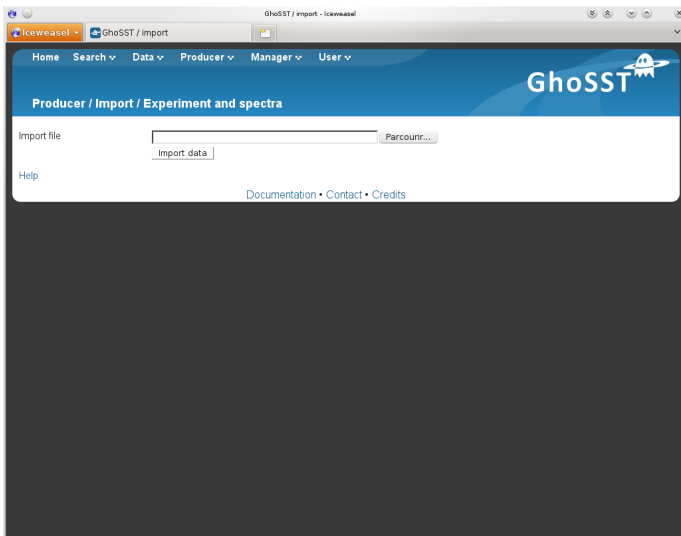 GhoSST / import - Iceweasel
Iceweasel
GhoSST / import
Home Search Data Producer Manager User
GhoSST
Producer / Import / Experiment and spectra
Import file
Parcourir...
Import data
Help
Documentation • Contact • Credits